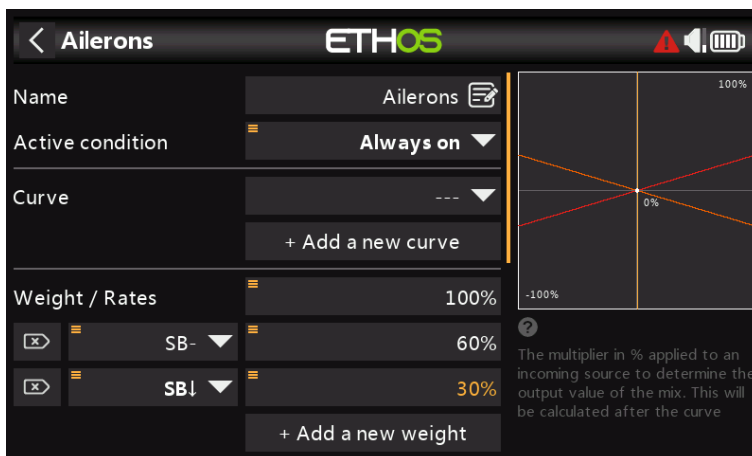 Ailerons
ETHOS
Name
Ailerons
Active condition
Always on
Curve
---
+ Add a new curve
Weight / Rates
100%
SB-
60%
SB↓
30%
+ Add a new weight
100%
0%
-100%
?
The multiplier in % applied to an
incoming source to determine the
output value of the mix. This will
be calculated after the curve